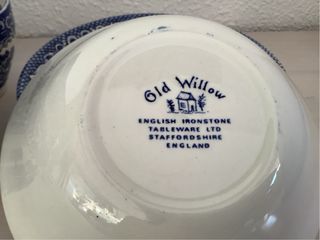 Old Willow
ENGLISH IRONSTONE
TABLEWARE LTD
STAFFORDSHIRE
ENGLAND